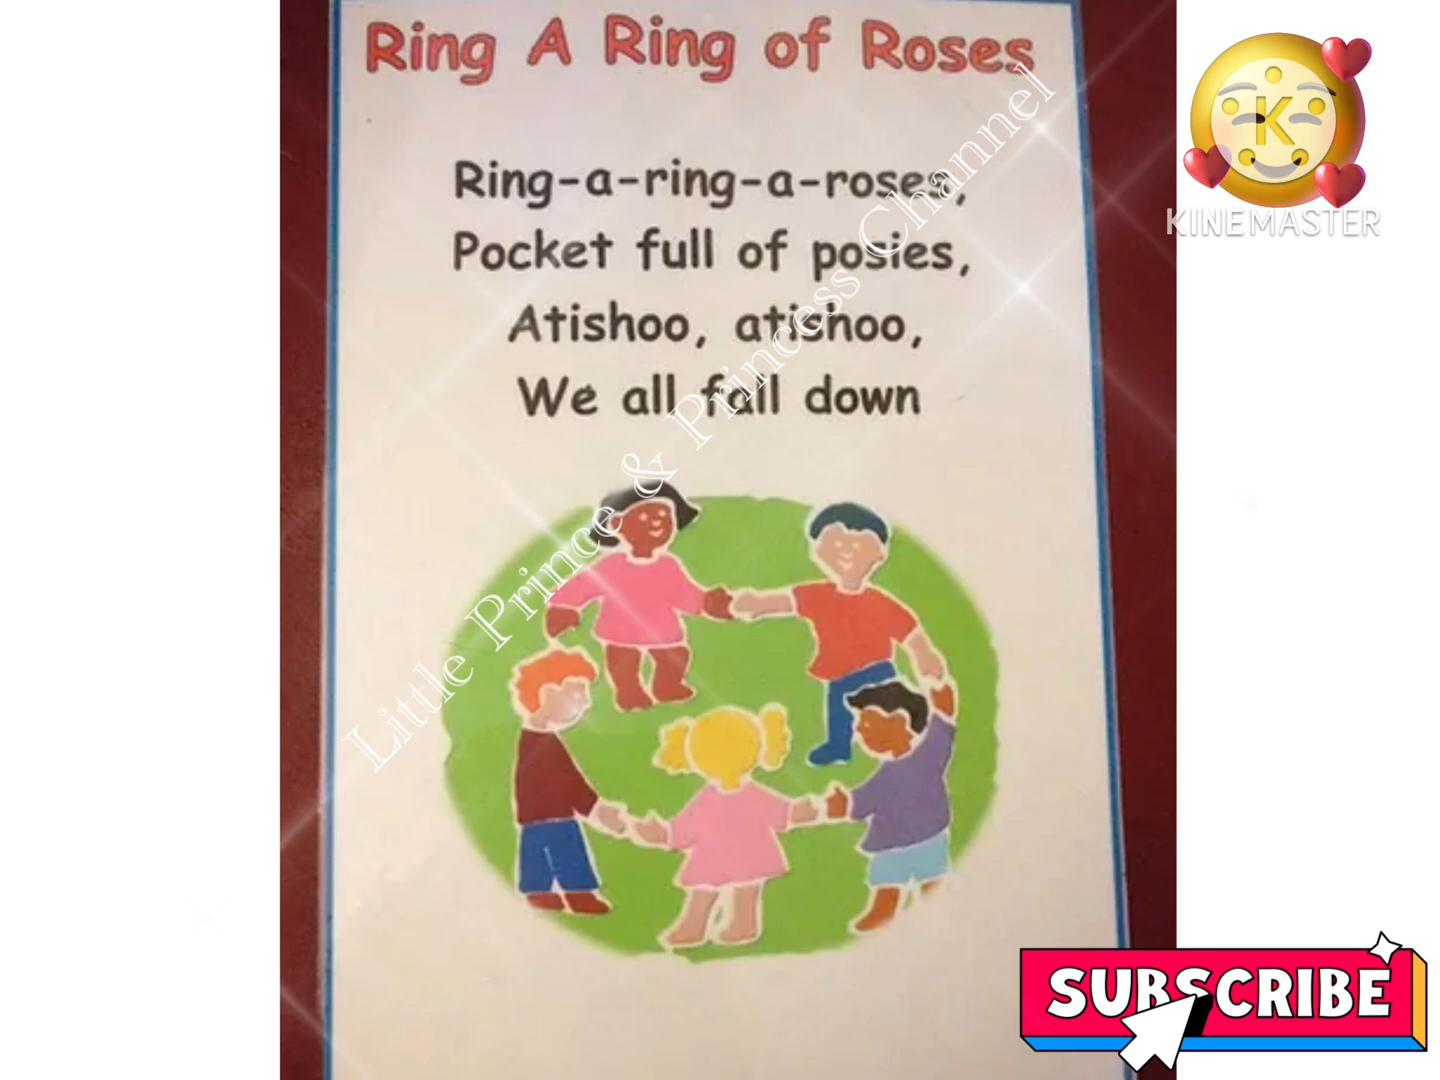 Ring A Ring of Roses
Ring-a-ring-a-roses,
Pocket full of posies,
Atishoo, atishoo,
We all fall down
Little Prince & Princess Channel
K
KINEMASTER
SUBSCRIBE